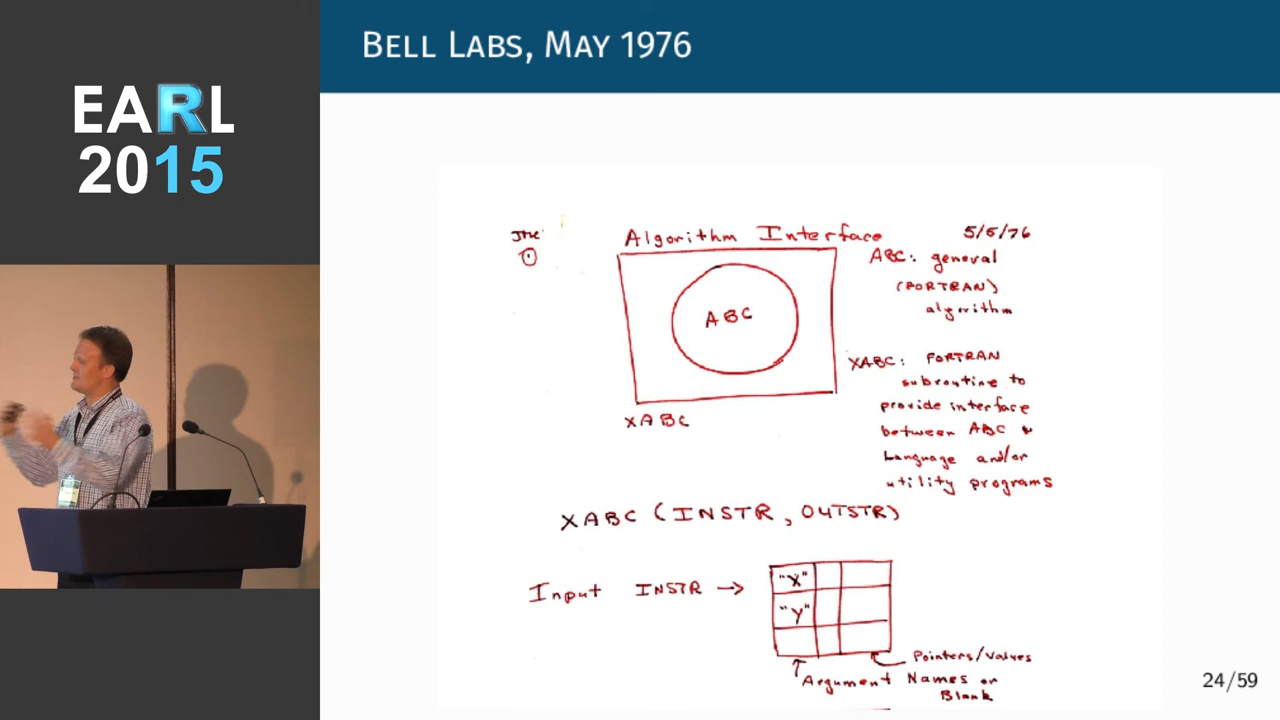 BELL LABS, MAY 1976
EARL
2015
Algorithm Interface
5/5/76
ABC
ABC: general
(FORTRAN)
algorithm
XABC: FORTRAN
subroutine to
provide interface
between ABC &
Language and/or
utility programs
XABC
XABC (INSTR, OUTSTR)
Input INSTR →
"X"
"Y"
Pointers/Values
Argument Names or
Blank
24/59